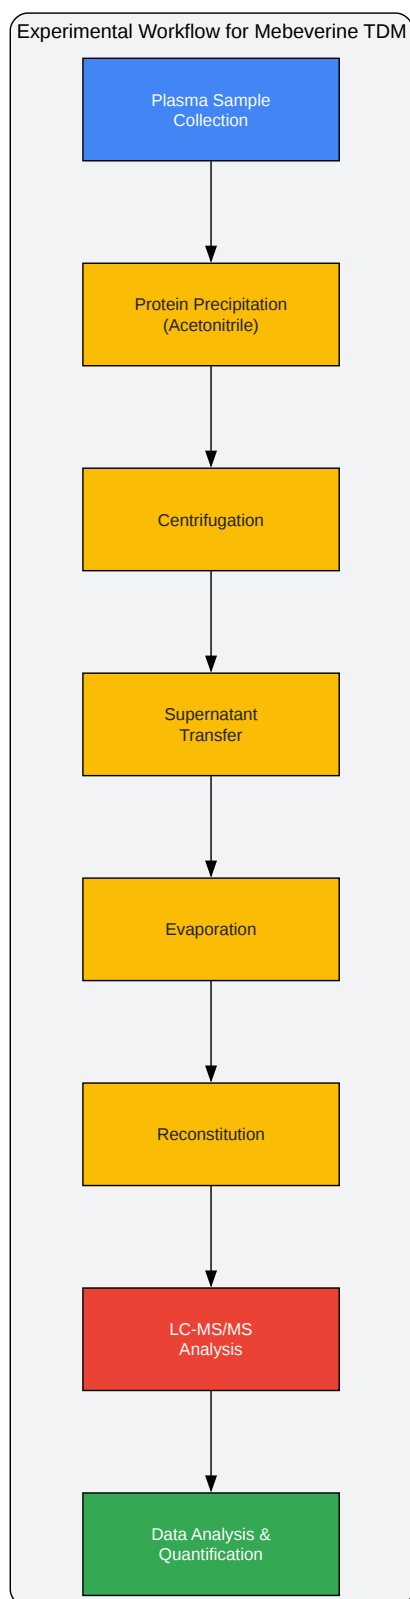 Experimental Workflow for Mebeverine TDM
Plasma Sample
Collection
Protein Precipitation
(Acetonitrile)
Centrifugation
Supernatant
Transfer
Evaporation
Reconstitution
LC-MS/MS
Analysis
Data Analysis &
Quantification